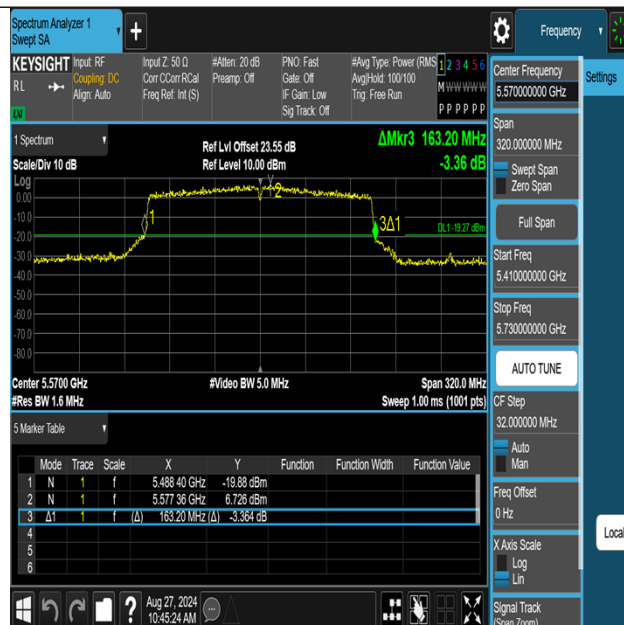 Spectrum Analyzer 1
Swept SA
+
Frequency
KEYSIGHT
RL
LXI
Input: RF
Coupling: DC
Align: Auto
Input Z: 50 Ω
Corr CCorr RCal
Freq Ref: Int (S)
#Atten: 20 dB
Preamp: Off
PNO: Fast
Gate: Off
IF Gain: Low
Sig Track: Off
#Avg Type: Power (RMS
Avg|Hold: 100/100
Trig: Free Run
1 2 3 4 5 6
M W W W W W
P P P P P P
1 Spectrum
Scale/Div 10 dB
Ref Lvl Offset 23.55 dB
Ref Level 10.00 dBm
ΔMkr3 163.20 MHz
-3.36 dB
Log
0.00
-10.0
-20.0
-30.0
-40.0
-50.0
-60.0
-70.0
-80.0
1
2
3Δ1
DL1 -19.27 dBm
Center 5.5700 GHz
#Res BW 1.6 MHz
#Video BW 5.0 MHz
Span 320.0 MHz
Sweep 1.00 ms (1001 pts)
5 Marker Table
Mode Trace Scale X Y Function Function Width Function Value
1 N 1 f 5.488 40 GHz -19.88 dBm
2 N 1 f 5.577 36 GHz 6.726 dBm
3 Δ1 1 f (Δ) 163.20 MHz (Δ) -3.364 dB
4
5
6
Aug 27, 2024
10:45:24 AM
?
Center Frequency
5.570000000 GHz
Span
320.000000 MHz
Swept Span
Zero Span
Full Span
Start Freq
5.410000000 GHz
Stop Freq
5.730000000 GHz
AUTO TUNE
CF Step
32.000000 MHz
Auto
Man
Freq Offset
0 Hz
X Axis Scale
Log
Lin
Signal Track
(Span Zoom)
Settings
Local